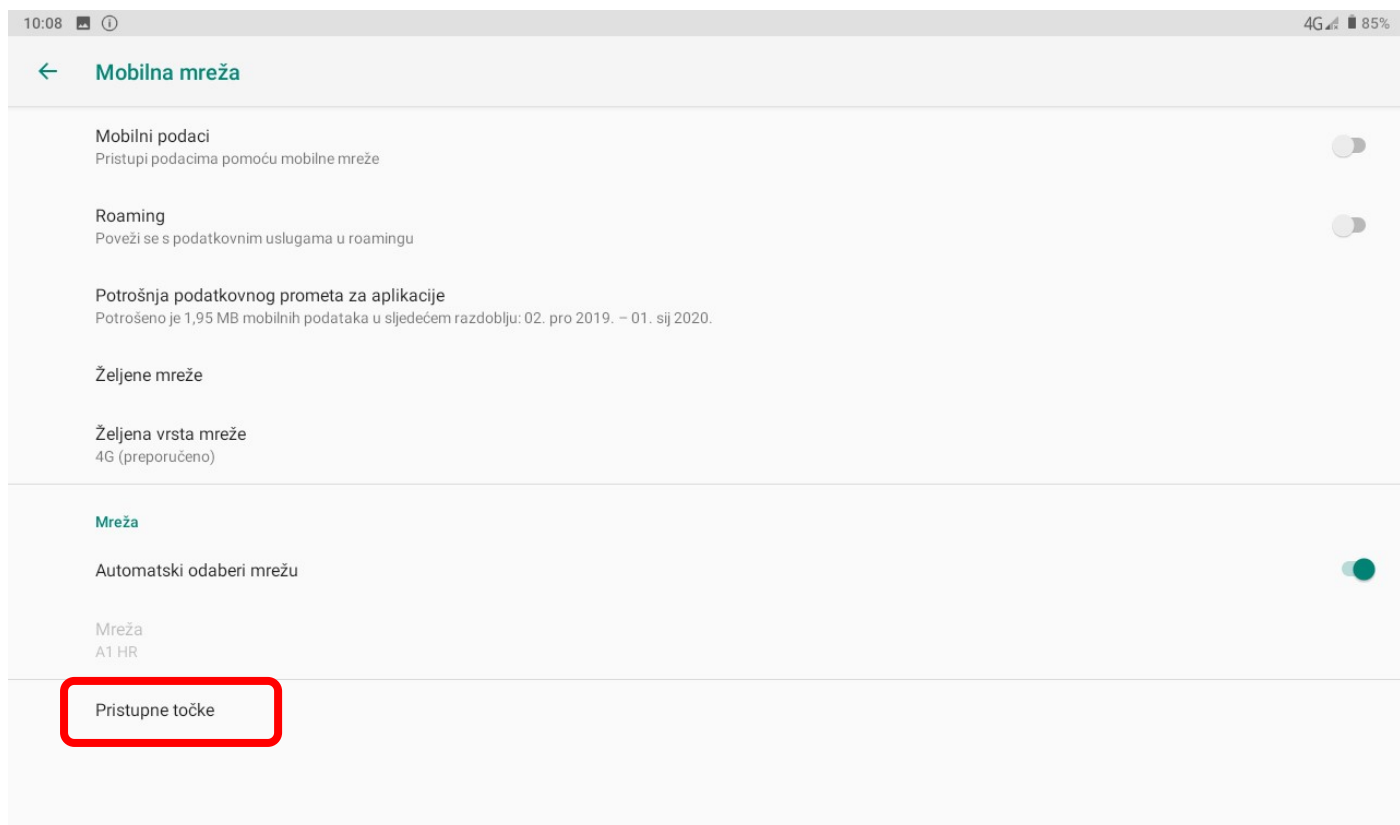 10:08 4G 85%
Mobilna mreža
Mobilni podaci
Pristupi podacima pomoću mobilne mreže
Roaming
Poveži se s podatkovnim uslugama u roamingu
Potrošnja podatkovnog prometa za aplikacije
Potrošeno je 1,95 MB mobilnih podataka u sljedećem razdoblju: 02. pro 2019. – 01. sij 2020.
Željene mreže
Željena vrsta mreže
4G (preporučeno)
Mreža
Automatski odaberi mrežu
Mreža
A1 HR
Pristupne točke